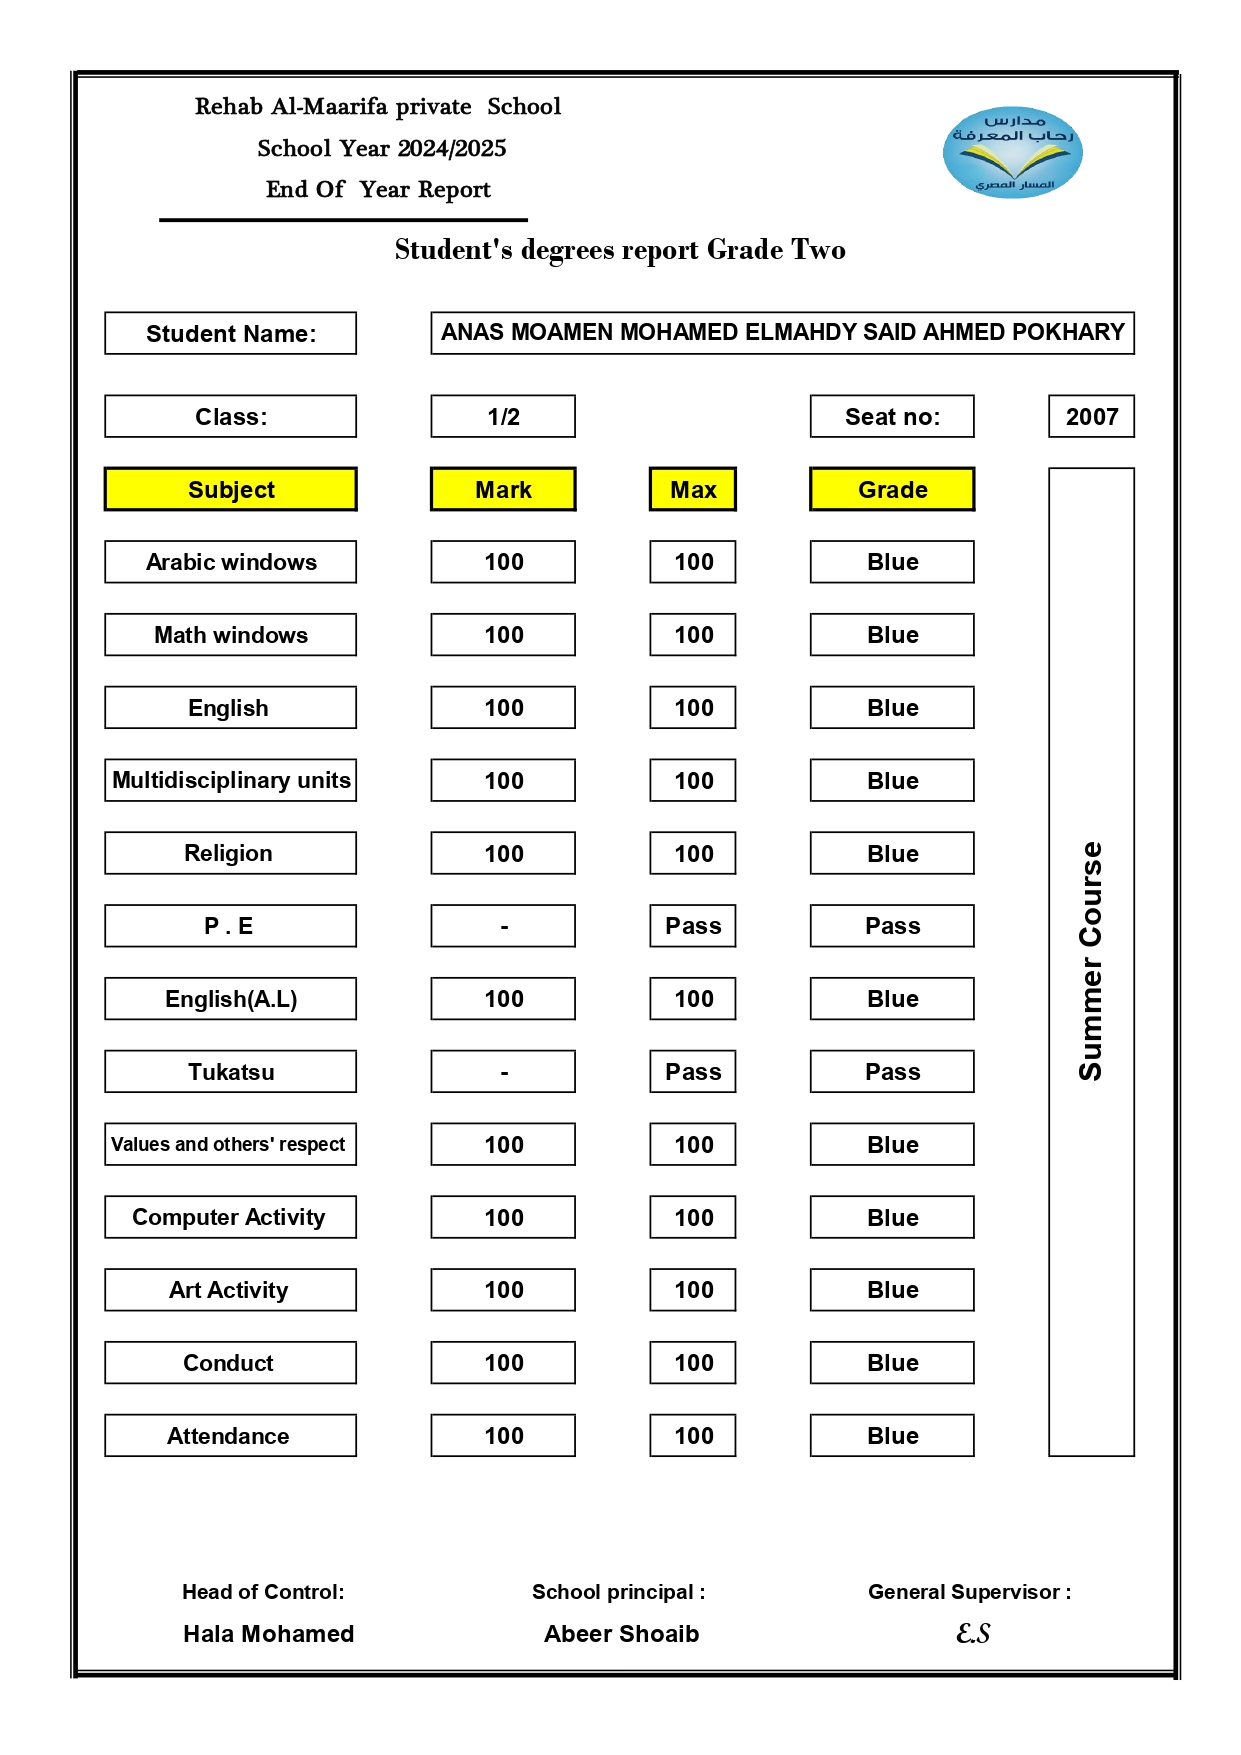 Rehab Al-Maarifa private School
School Year 2024/2025
End Of Year Report
مدارس
رحاب المعرفة
المسار المصري
Student's degrees report Grade Two
Student Name: ANAS MOAMEN MOHAMED ELMAHDY SAID AHMED POKHARY
Class: 1/2 Seat no: 2007
Subject Mark Max Grade
Arabic windows 100 100 Blue
Math windows 100 100 Blue
English 100 100 Blue
Multidisciplinary units 100 100 Blue
Religion 100 100 Blue
P . E - Pass Pass
English(A.L) 100 100 Blue
Tukatsu - Pass Pass
Values and others' respect 100 100 Blue
Computer Activity 100 100 Blue
Art Activity 100 100 Blue
Conduct 100 100 Blue
Attendance 100 100 Blue
Summer Course
Head of Control: School principal : General Supervisor :
Hala Mohamed Abeer Shoaib E.S